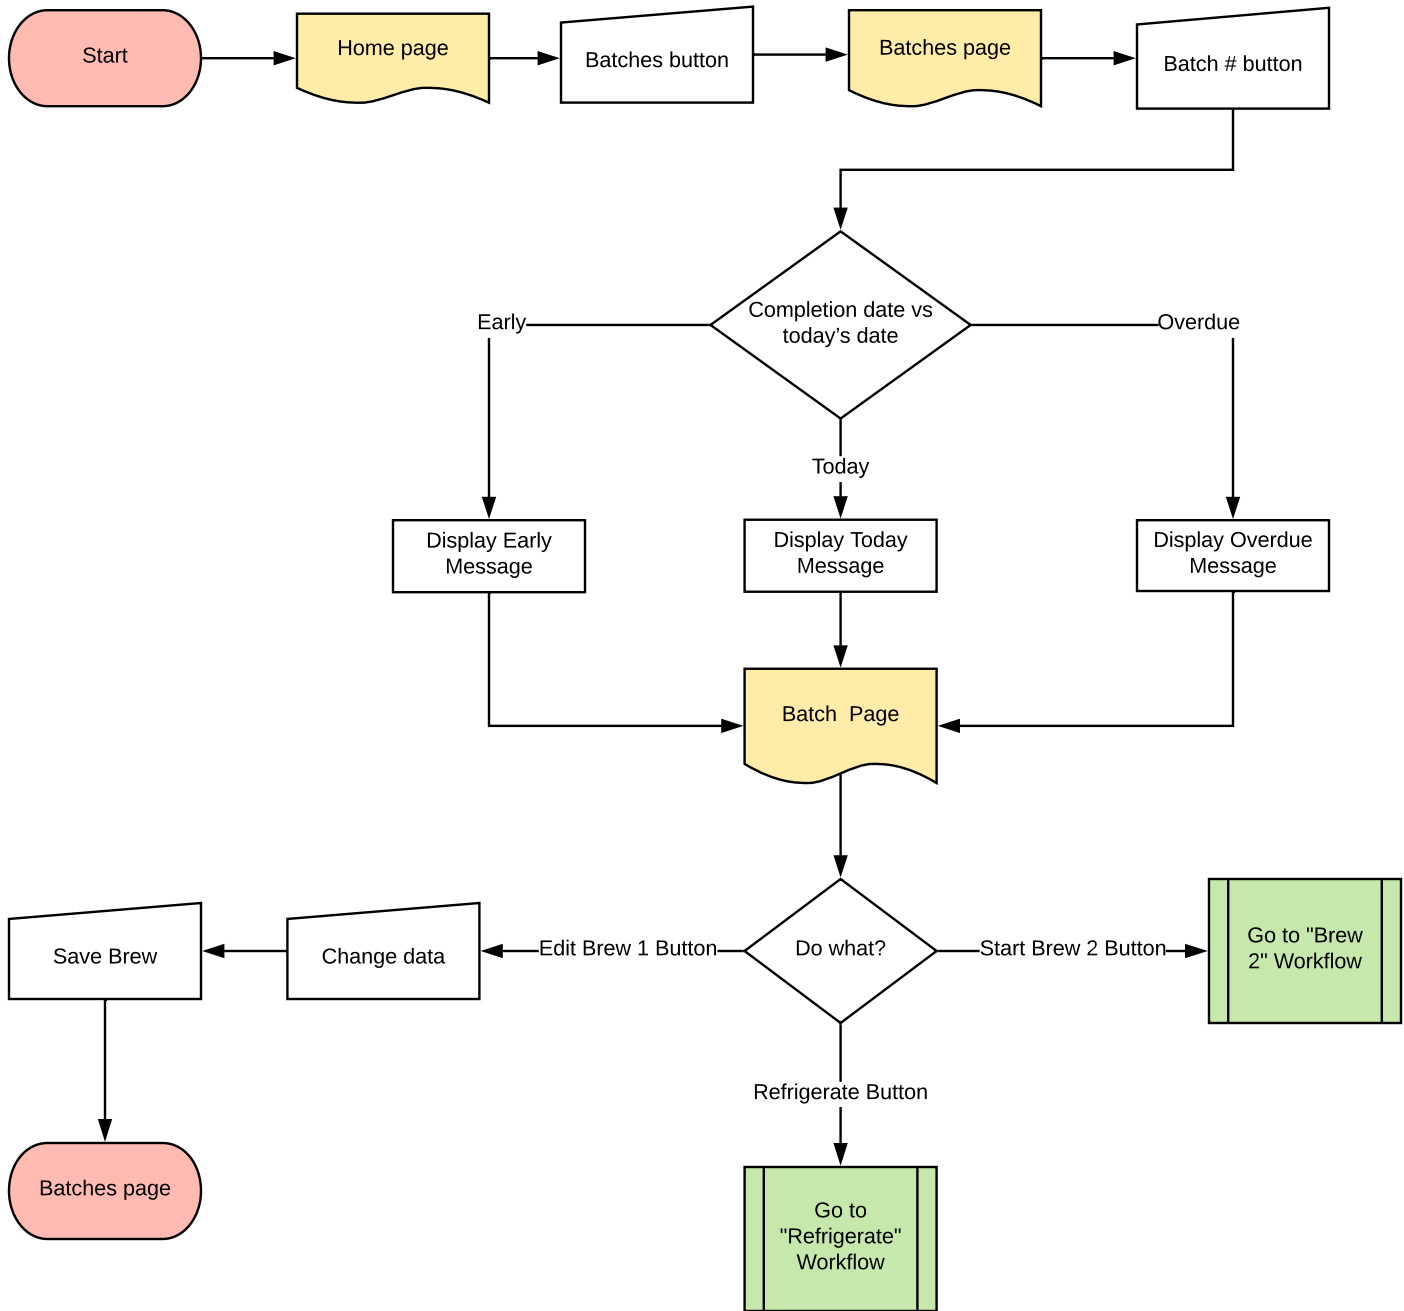 Start
Home page
Batches button
Batches page
Batch # button
Completion date vs
today’s date
Early
Overdue
Today
Display Early
Message
Display Today
Message
Display Overdue
Message
Batch  Page
Save Brew
Change data
Edit Brew 1 Button
Do what?
Start Brew 2 Button
Go to "Brew
2" Workflow
Refrigerate Button
Batches page
Go to
"Refrigerate"
Workflow